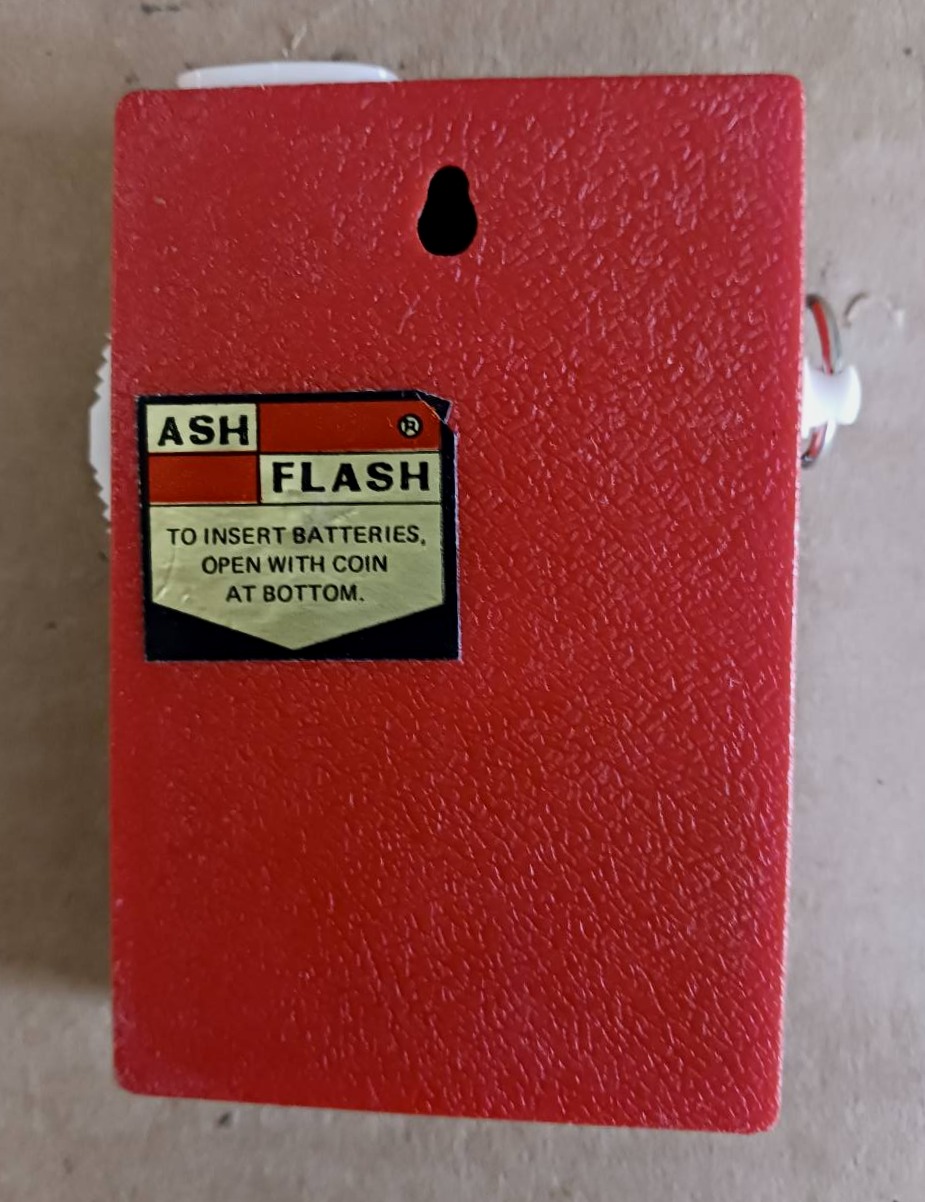 ASH ®
FLASH
TO INSERT BATTERIES,
OPEN WITH COIN
AT BOTTOM.